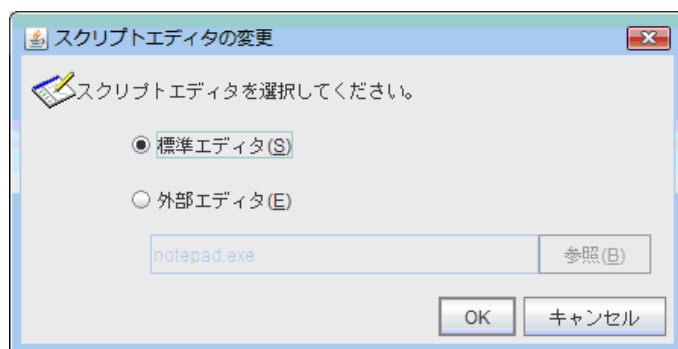 スクリプトエディタの変更
スクリプトエディタを選択してください。
標準エディタ(S)
外部エディタ(E)
notepad.exe 参照(B)
OK キャンセル